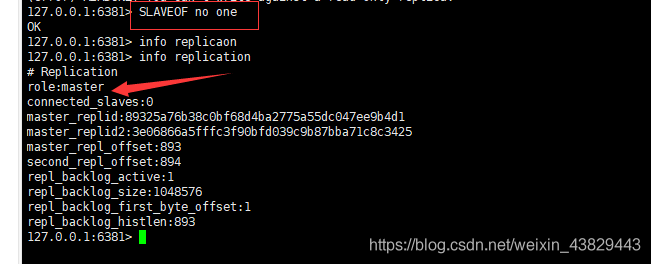 127.0.0.1:6381> SLAVEOF no one
OK
127.0.0.1:6381> info replicaon
127.0.0.1:6381> info replication
# Replication
role:master
connected_slaves:0
master_replid:89325a76b38c0bf68d4ba2775a55dc047ee9b4d1
master_replid2:3e06866a5fffc3f90bfd039c9b87bba71c8c3425
master_repl_offset:893
second_repl_offset:894
repl_backlog_active:1
repl_backlog_size:1048576
repl_backlog_first_byte_offset:1
repl_backlog_histlen:893
127.0.0.1:6381>
https://blog.csdn.net/weixin_43829443